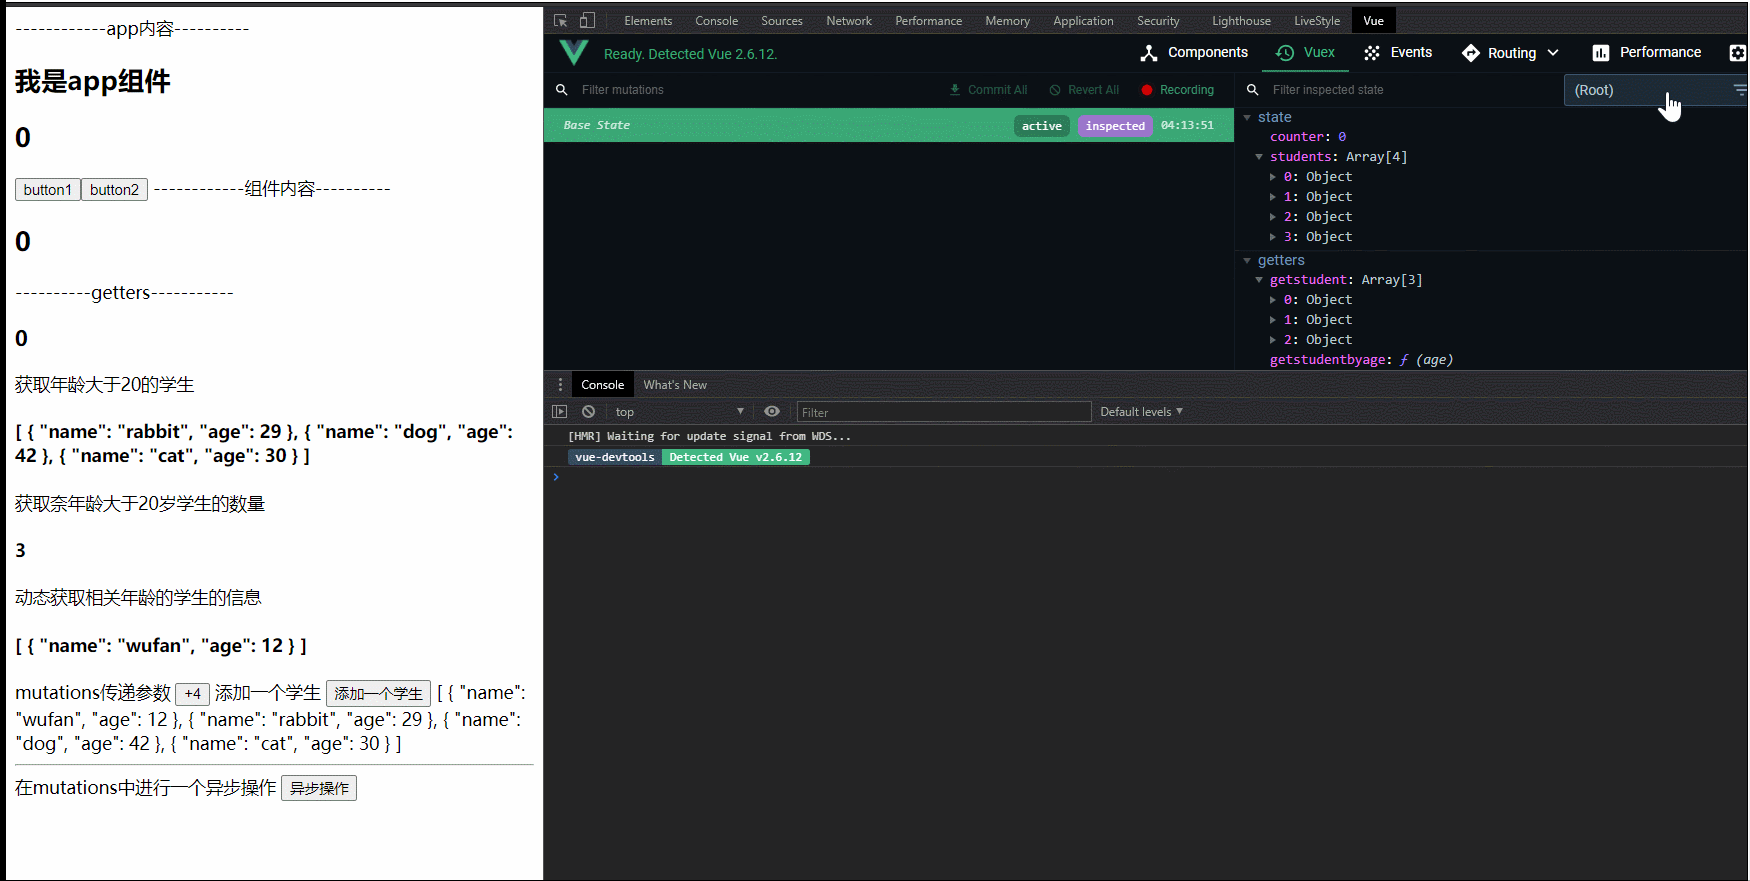 ------------app内容----------
我是app组件
0
button1 button2 ------------组件内容----------
0
----------getters-----------
0
获取年龄大于20的学生
[ { "name": "rabbit", "age": 29 }, { "name": "dog", "age":
42 }, { "name": "cat", "age": 30 } ]
获取奈年龄大于20岁学生的数量
3
动态获取相关年龄的学生的信息
[ { "name": "wufan", "age": 12 } ]
mutations传递参数 +4 添加一个学生 添加一个学生 [ { "name":
"wufan", "age": 12 }, { "name": "rabbit", "age": 29 }, { "name":
"dog", "age": 42 }, { "name": "cat", "age": 30 } ]
在mutations中进行一个异步操作 异步操作
Elements Console Sources Network Performance Memory Application Security Lighthouse LiveStyle Vue
Ready. Detected Vue 2.6.12.
Components Vuex Events Routing Performance
Filter mutations Commit All Revert All Recording
Base State active inspected 04:13:51
Filter inspected state (Root)
state
counter: 0
students: Array[4]
0: Object
1: Object
2: Object
3: Object
getters
getstudent: Array[3]
0: Object
1: Object
2: Object
getstudentbyage: ƒ (age)
Console What's New
top Filter Default levels
[HMR] Waiting for update signal from WDS...
vue-devtools Detected Vue v2.6.12